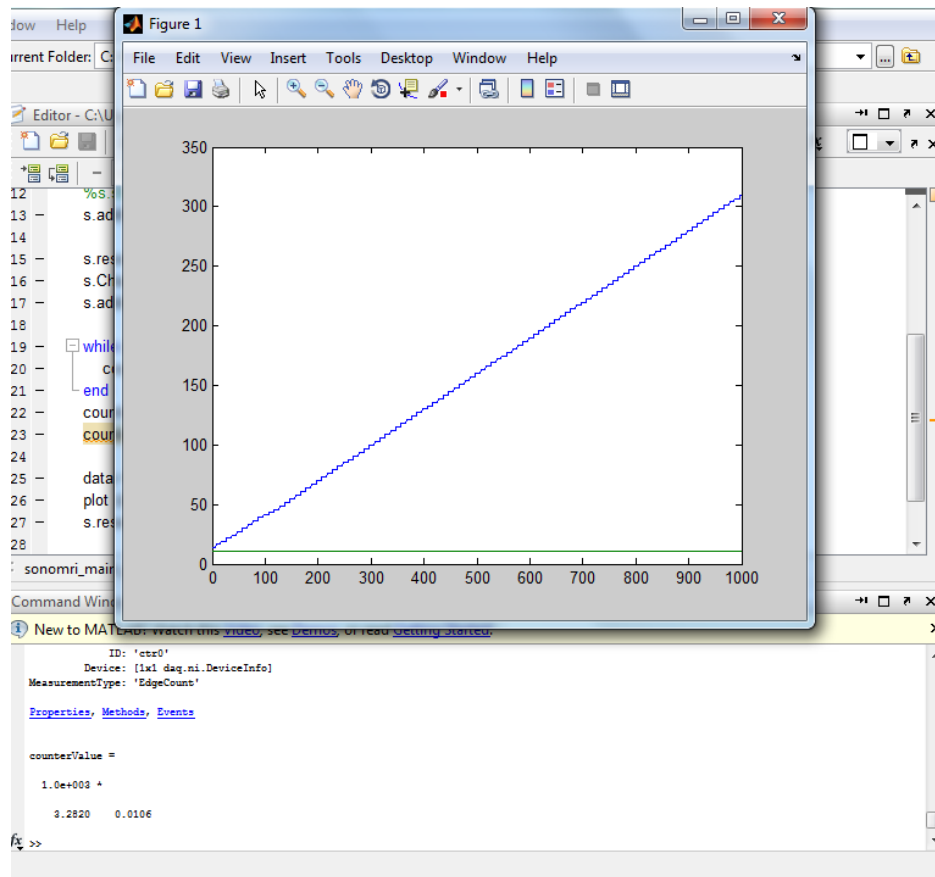 dow Help
Figure 1
File Edit View Insert Tools Desktop Window Help
urrent Folder: C:
...
Editor - C:\U
12 %s.
13 – s.ad
14
15 – s.res
16 – s.Ch
17 – s.ad
18
19 – while
20 – co
21 – end
22 – cour
23 – cour
24
25 – data
26 – plot
27 – s.res
28
350
300
250
200
150
100
50
0
0 100 200 300 400 500 600 700 800 900 1000
sonomri_main
Command Wind
New to MATLAB? Watch this Video, see Demos, or read Getting Started.
ID: 'ctr0'
Device: [1x1 daq.ni.DeviceInfo]
MeasurementType: 'EdgeCount'
Properties, Methods, Events
counterValue =
1.0e+003 *
3.2820 0.0106
fx >>